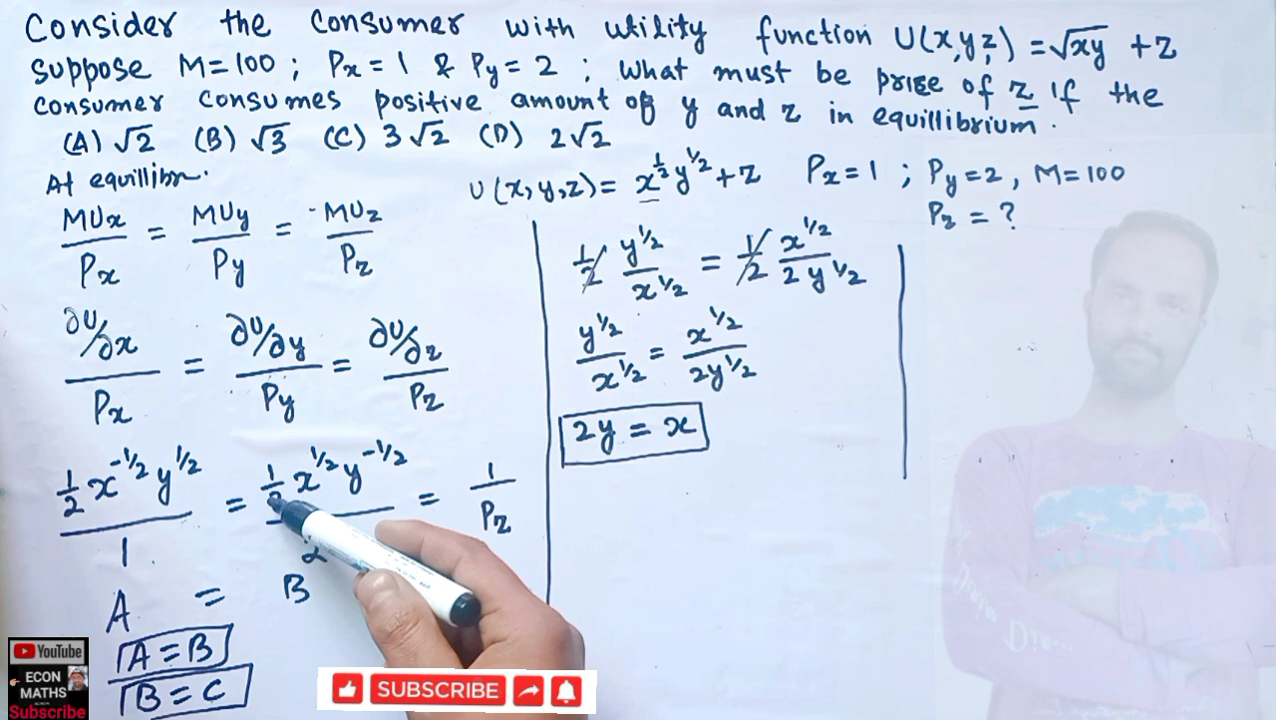 Consider the consumer with utility function U(x,y,z) = √xy + z
suppose M=100 ; Px = 1 & Py = 2 ; what must be prise of z if the
consumer consumes positive amount of y and z in equillibrium.
(A) √2 (B) √3 (C) 3√2 (D) 2√2
At equillibr.
U(x,y,z) = x^1/2 y^1/2 + z Px = 1 ; Py = 2, M = 100
Pz = ?
MUx/Px = MUy/Py = MUz/Pz
∂U/∂x / Px = ∂U/∂y / Py = ∂U/∂z / Pz
1/2 x^-1/2 y^1/2 / 1 = 1/2 x^1/2 y^-1/2 / 2 = 1/Pz
A = B
A = B
B = C
1/2 y^1/2 / x^1/2 = 1/2 x^1/2 / 2 y^1/2
y^1/2 / x^1/2 = x^1/2 / 2y^1/2
2y = x
YouTube
ECON
MATHS
Subscribe
SUBSCRIBE